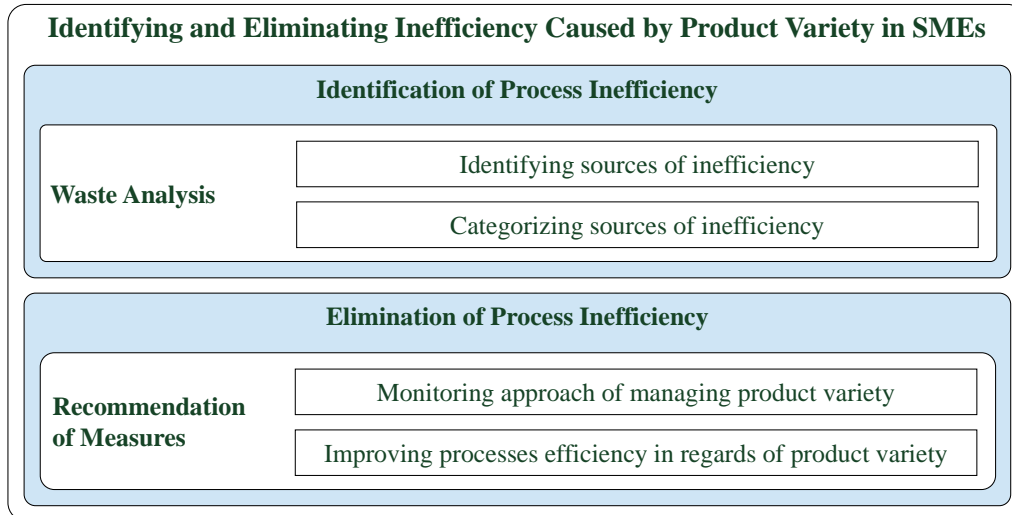 Identifying and Eliminating Inefficiency Caused by Product Variety in SMEs
Identification of Process Inefficiency
Waste Analysis
Identifying sources of inefficiency
Categorizing sources of inefficiency
Elimination of Process Inefficiency
Recommendation
of Measures
Monitoring approach of managing product variety
Improving processes efficiency in regards of product variety